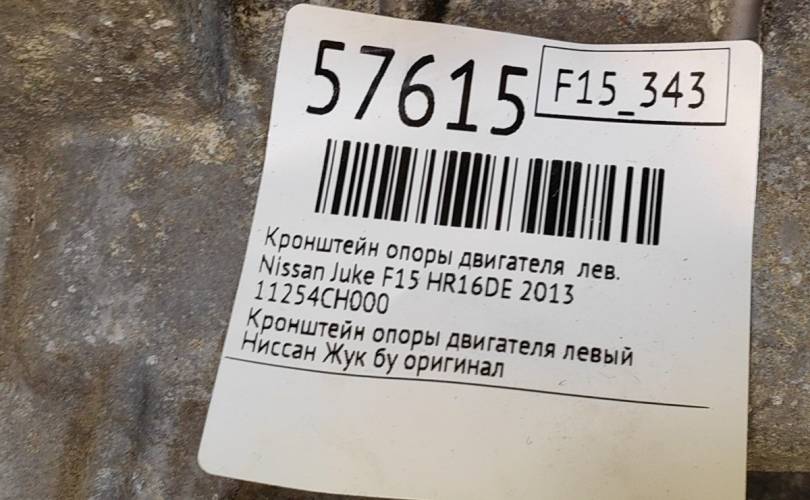 57615
F15_343
Кронштейн опоры двигателя лев.
Nissan Juke F15 HR16DE 2013
11254CH000
Кронштейн опоры двигателя левый
Ниссан Жук бу оригинал